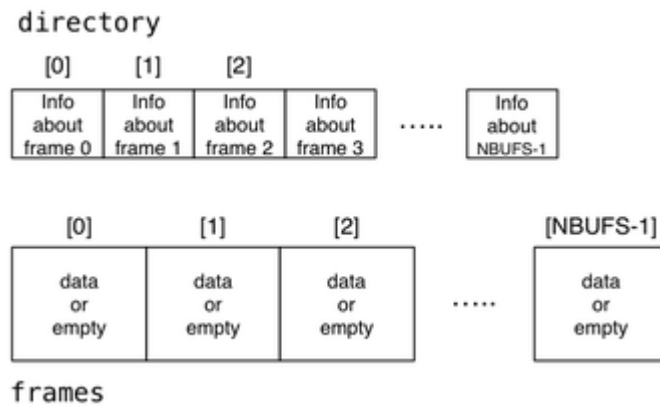 directory
[0] [1] [2]
Info Info Info Info Info
about about about about ..... about
frame 0 frame 1 frame 2 frame 3 NBUFS-1
[0] [1] [2] [NBUFS-1]
data data data data
or or or ..... or
empty empty empty empty
frames